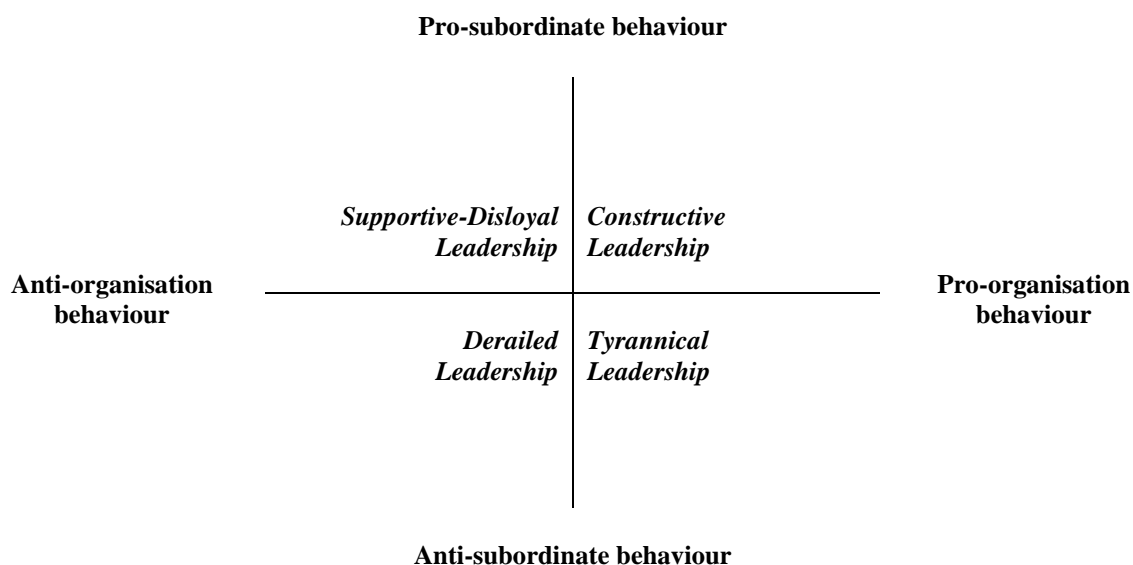 Pro-subordinate behaviour
Supportive-Disloyal
Leadership
Constructive
Leadership
Anti-organisation
behaviour
Pro-organisation
behaviour
Derailed
Leadership
Tyrannical
Leadership
Anti-subordinate behaviour